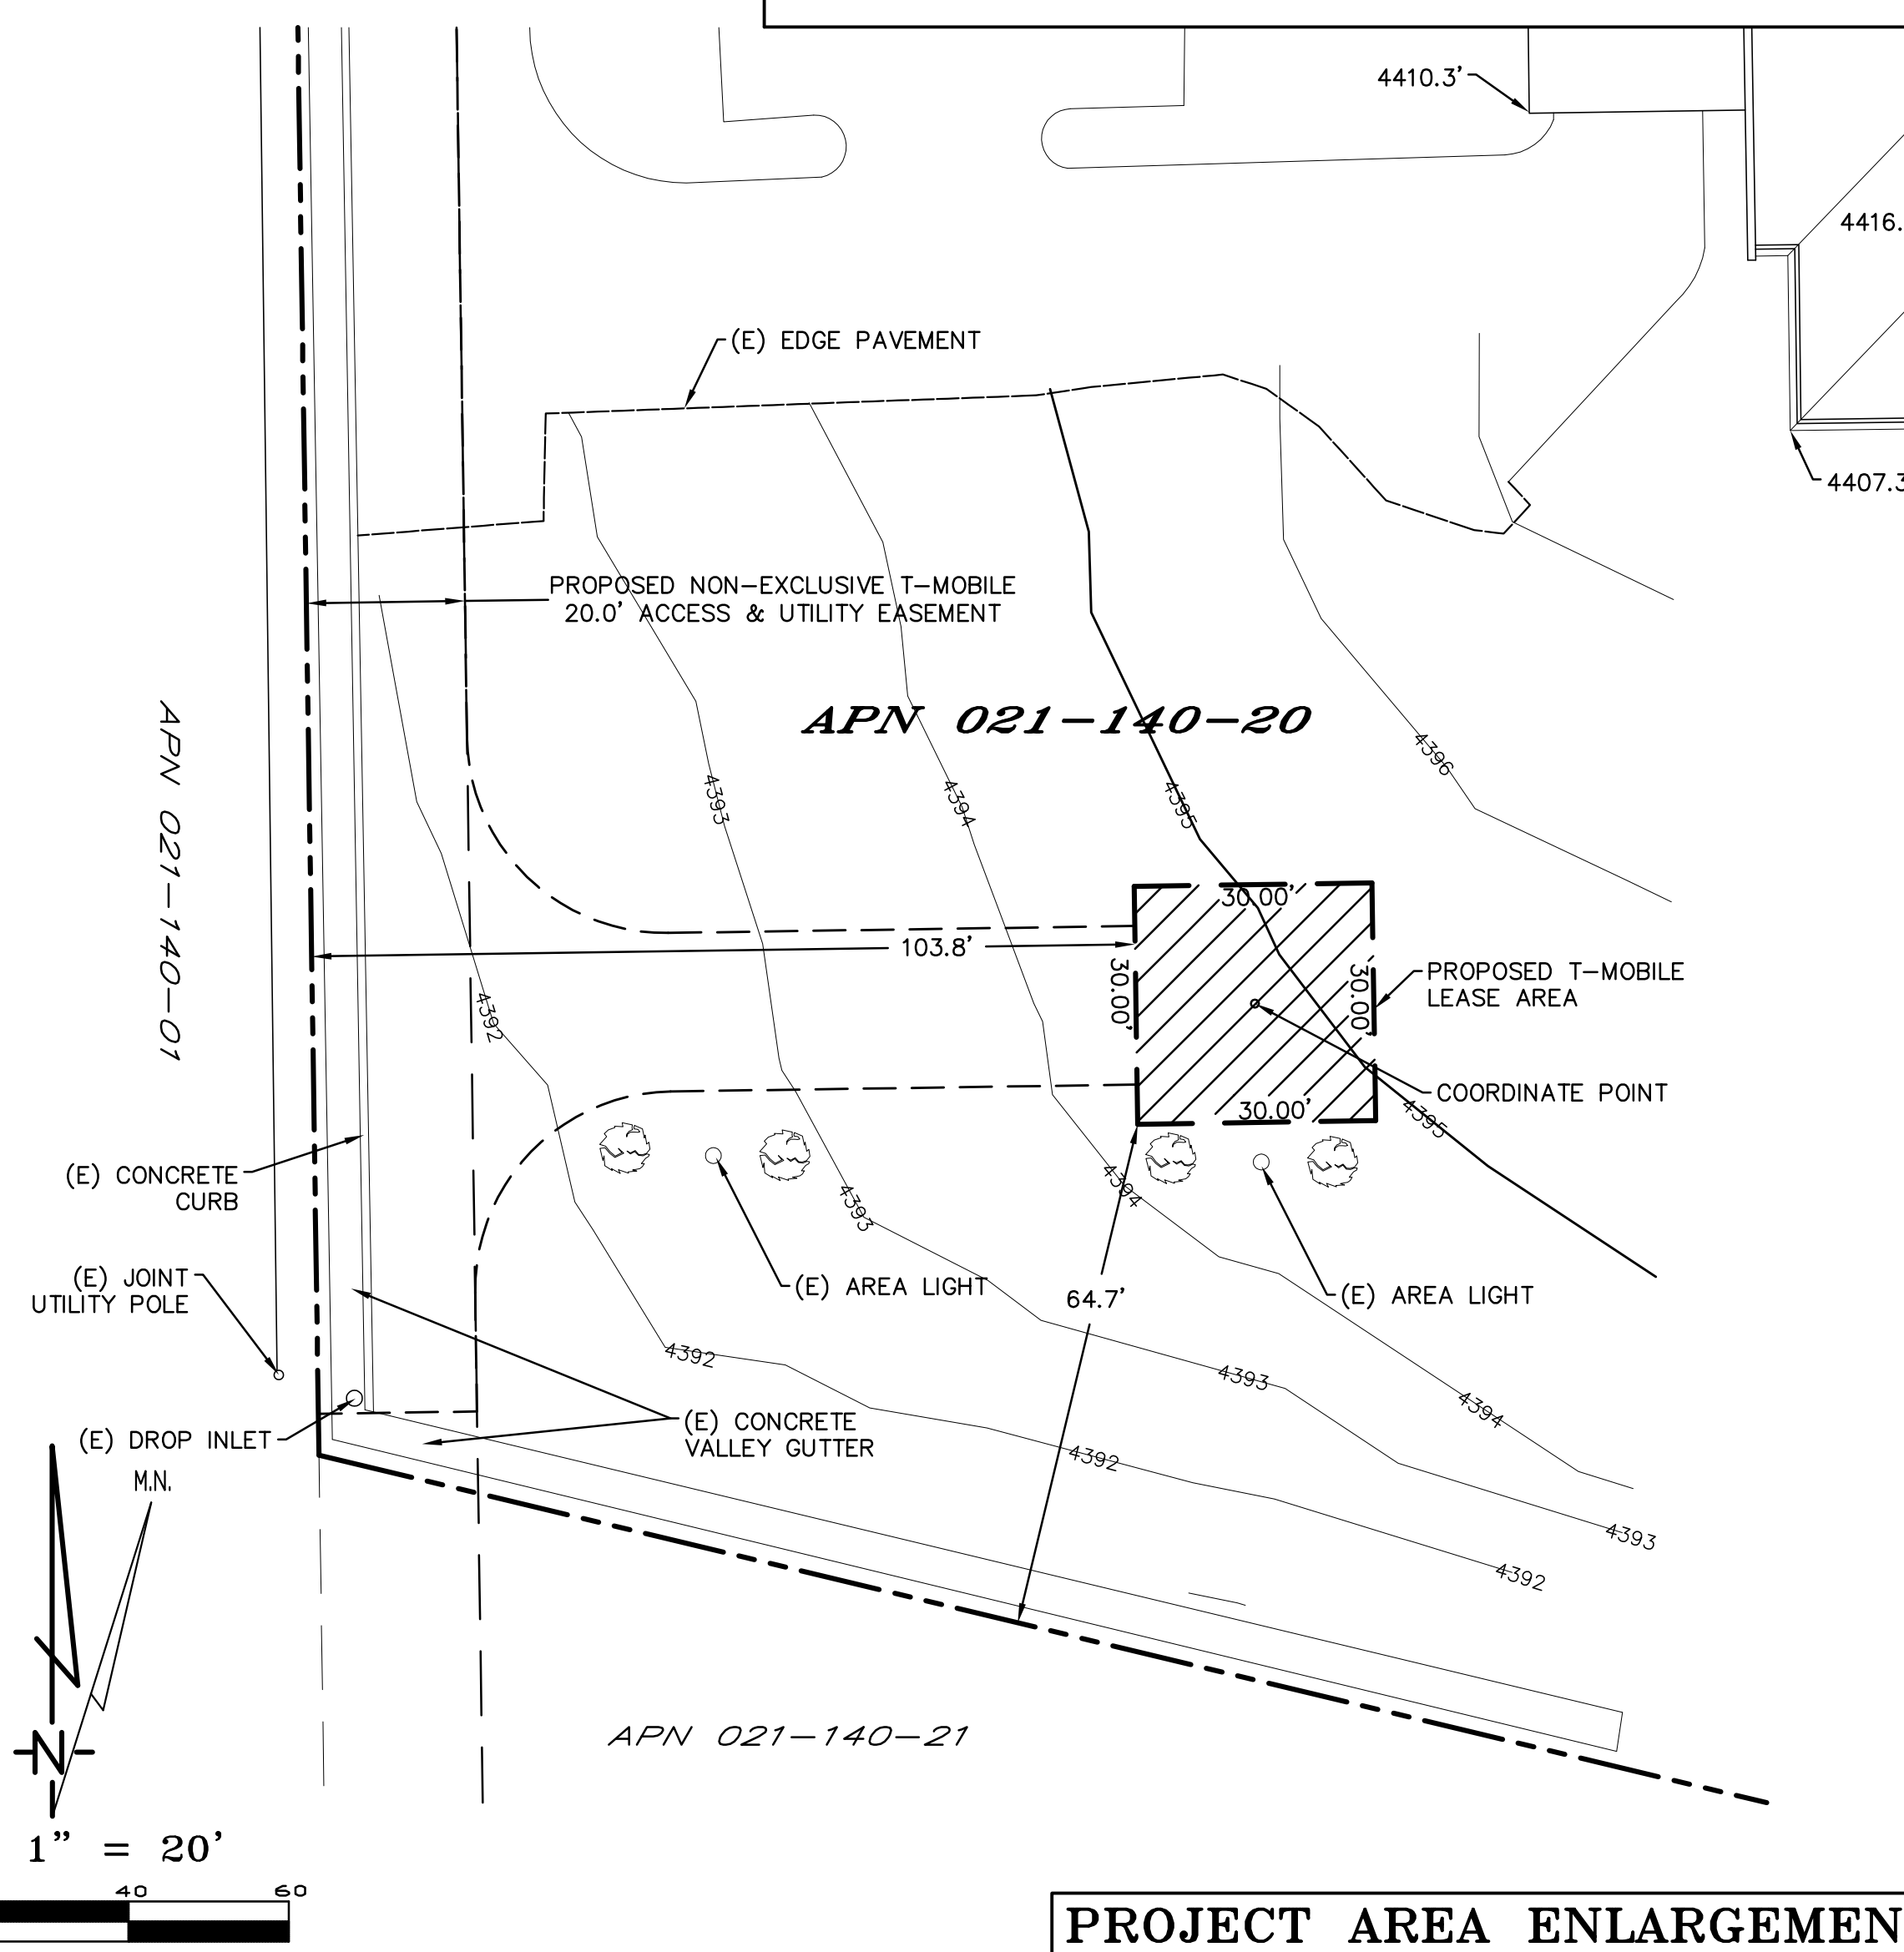 4410.3'
4416.
(E) EDGE PAVEMENT
4407.3
PROPOSED NON-EXCLUSIVE T-MOBILE
20.0' ACCESS & UTILITY EASEMENT
APN 021-140-20
APN 021-140-01
4393
4394
4395
4396
30.00'
103.8'
30.00'
30.00'
PROPOSED T-MOBILE
LEASE AREA
4392
COORDINATE POINT
30.00'
4395
(E) CONCRETE
CURB
4394
4393
(E) JOINT
UTILITY POLE
(E) AREA LIGHT
64.7'
(E) AREA LIGHT
4392
4393
4394
(E) DROP INLET
(E) CONCRETE
VALLEY GUTTER
4392
M.N.
4393
4392
N
APN 021-140-21
1" = 20'
40 60
PROJECT AREA ENLARGEMEN